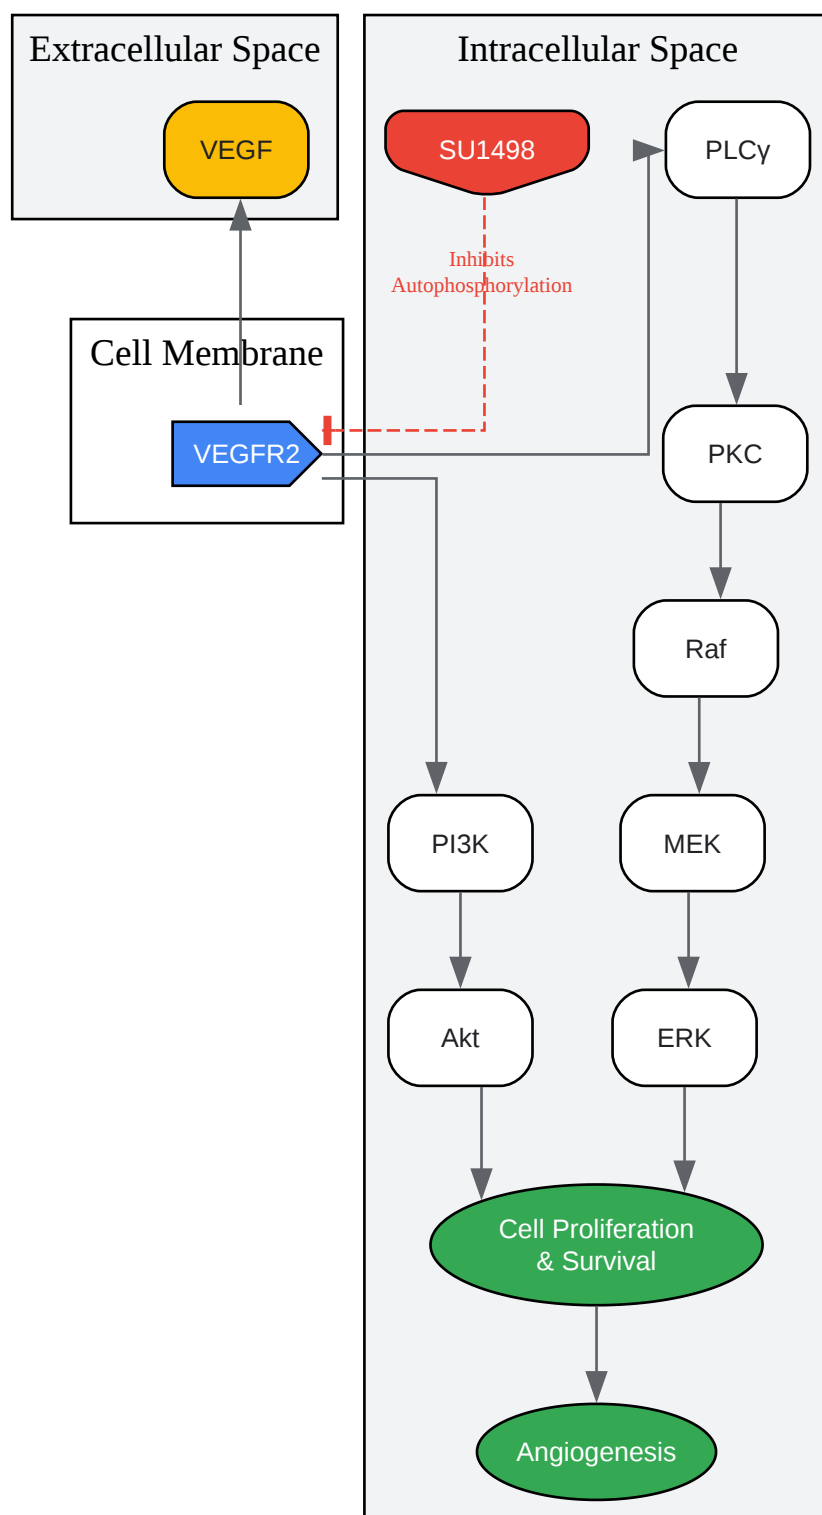 Extracellular Space
Intracellular Space
VEGF
SU1498
PLCγ
Inhibits
Autophosphorylation
Cell Membrane
VEGFR2
PKC
Raf
PI3K
MEK
Akt
ERK
Cell Proliferation
& Survival
Angiogenesis